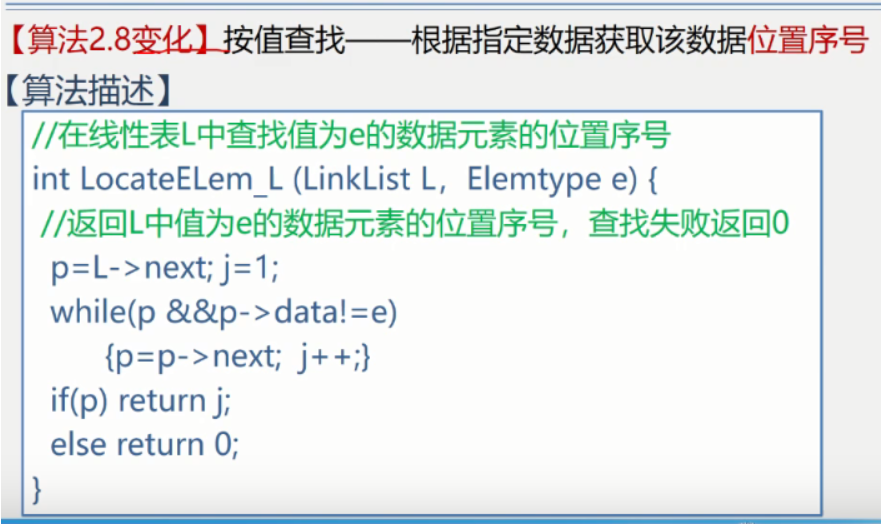 【算法2.8变化】按值查找——根据指定数据获取该数据位置序号
【算法描述】
//在线性表L中查找值为e的数据元素的位置序号
int LocateELem_L (LinkList L，Elemtype e) {
//返回L中值为e的数据元素的位置序号，查找失败返回0
p=L->next; j=1;
while(p &&p->data!=e)
{p=p->next; j++;}
if(p) return j;
else return 0;
}